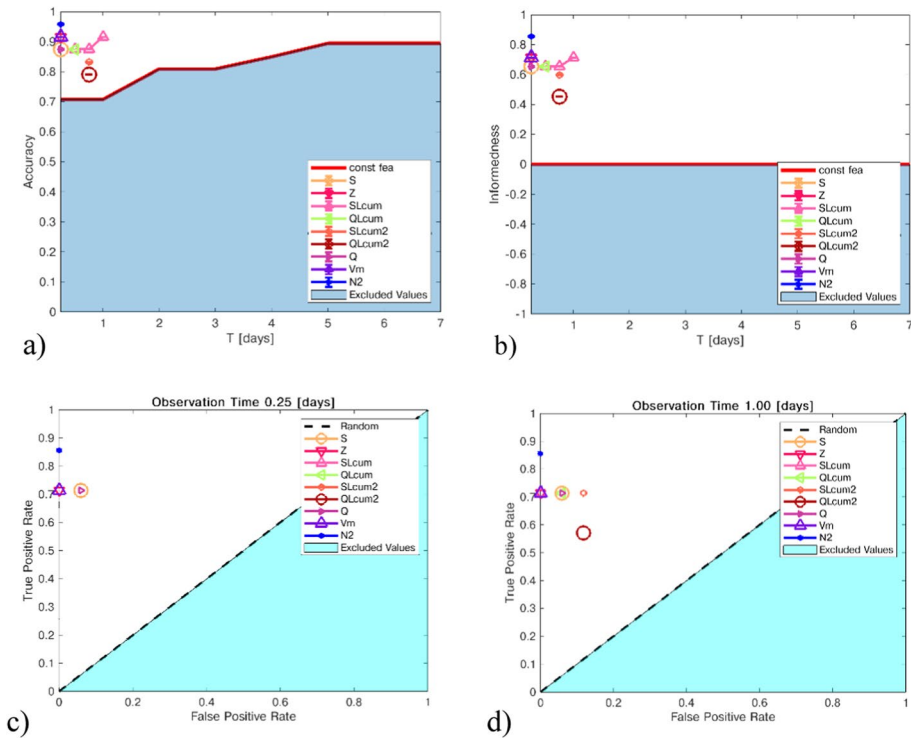 1
0.9
0.8
0.7
0.6
0.5
0.4
0.3
0.2
0.1
0
Accuracy
1 2 3 4 5 6 7
T [days]
const fea
S
Z
SLcum
QLcum
SLcum2
QLcum2
Q
Vm
N2
Excluded Values
a)
1
0.8
0.6
0.4
0.2
0
-0.2
-0.4
-0.6
-0.8
-1
Informedness
1 2 3 4 5 6 7
T [days]
const fea
S
Z
SLcum
QLcum
SLcum2
QLcum2
Q
Vm
N2
Excluded Values
b)
Observation Time 0.25 [days]
1
0.9
0.8
0.7
0.6
0.5
0.4
0.3
0.2
0.1
0
True Positive Rate
0 0.2 0.4 0.6 0.8 1
False Positive Rate
Random
S
Z
SLcum
QLcum
SLcum2
QLcum2
Q
Vm
N2
Excluded Values
c)
Observation Time 1.00 [days]
1
0.9
0.8
0.7
0.6
0.5
0.4
0.3
0.2
0.1
0
True Positive Rate
0 0.2 0.4 0.6 0.8 1
False Positive Rate
Random
S
Z
SLcum
QLcum
SLcum2
QLcum2
Q
Vm
N2
Excluded Values
d)